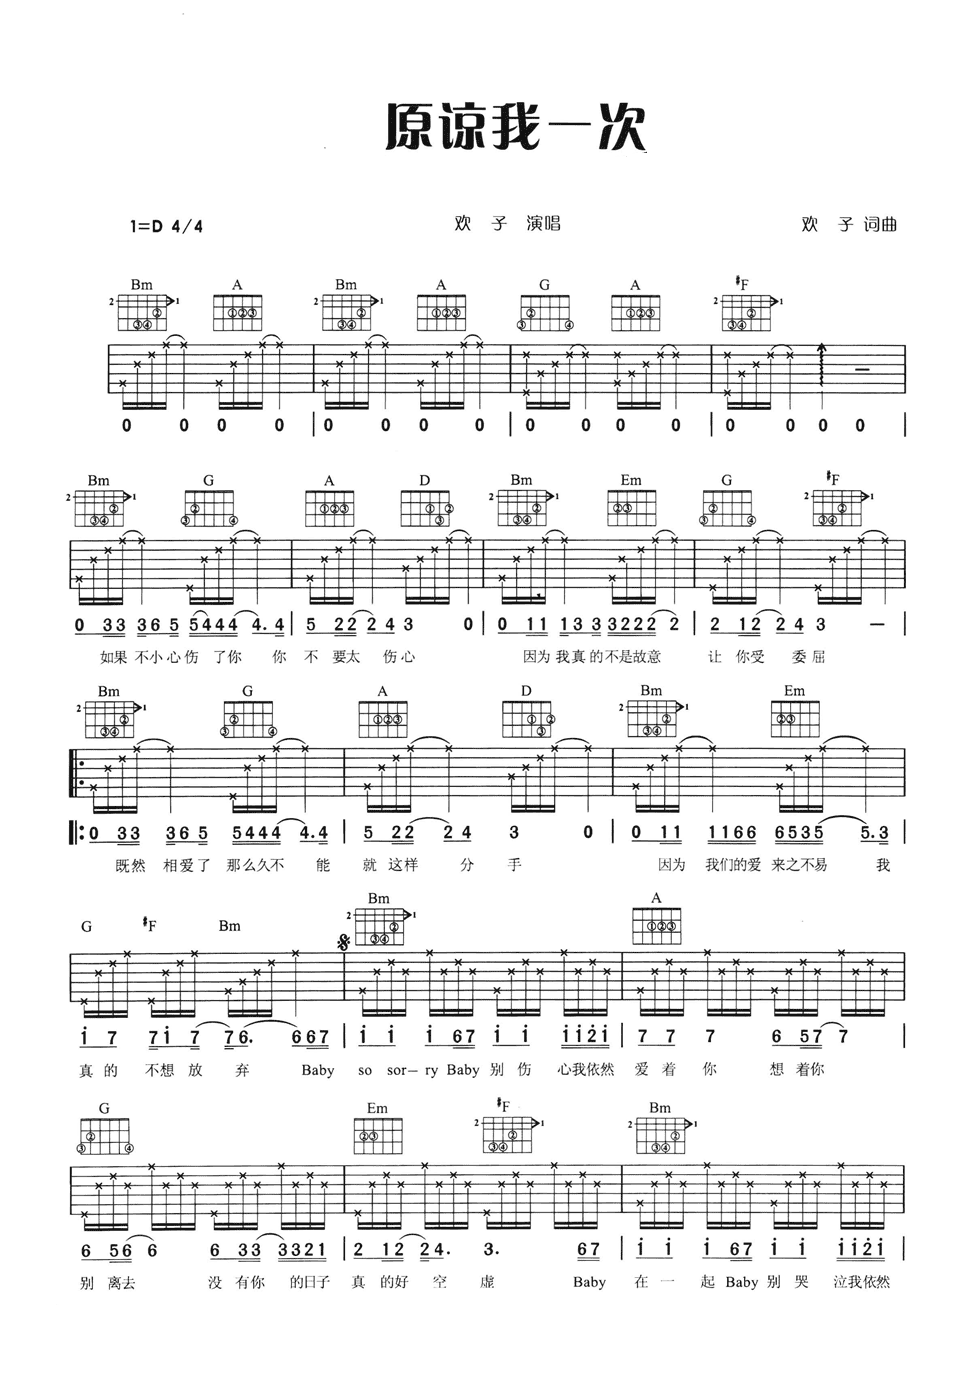 原谅我一次
1=D 4/4 欢 子 演唱 欢 子 词曲
Bm A Bm A G A #F
0 0 0 0 | 0 0 0 0 | 0 0 0 0 | 0 0 0 0 |
Bm G A D Bm Em G #F
0 33 365 5444 4.4 | 5 22 24 3 0 | 0 11 133 3222 2 2 | 2 12 24 3 – |
如果 不小心伤 了你 你 不 要太 伤心 因为 我真的不是故意 让 你受 委屈
Bm G A D Bm Em
0 33 365 5444 4.4 | 5 22 24 3 0 | 0 11 1166 6535 5.3 |
既然 相爱了 那么久不 能 就 这样 分 手 因为 我们的爱 来之不易 我
G #F Bm Bm A
i 7 7i 7 76. 667 | i i i67 i i ii2i | 7 7 7 6 57 7
真 的 不想 放 弃 Baby so sor–ry Baby 别 伤 心我依然 爱 着 你 想 着你
G Em #F Bm
6 56 6 6 33 3321 | 2 12 24. 3. 67 | i i i67 i i ii2i
别 离去 没 有你 的日子 真 的好 空 虚 Baby 在 一 起Baby 别 哭 泣我依然